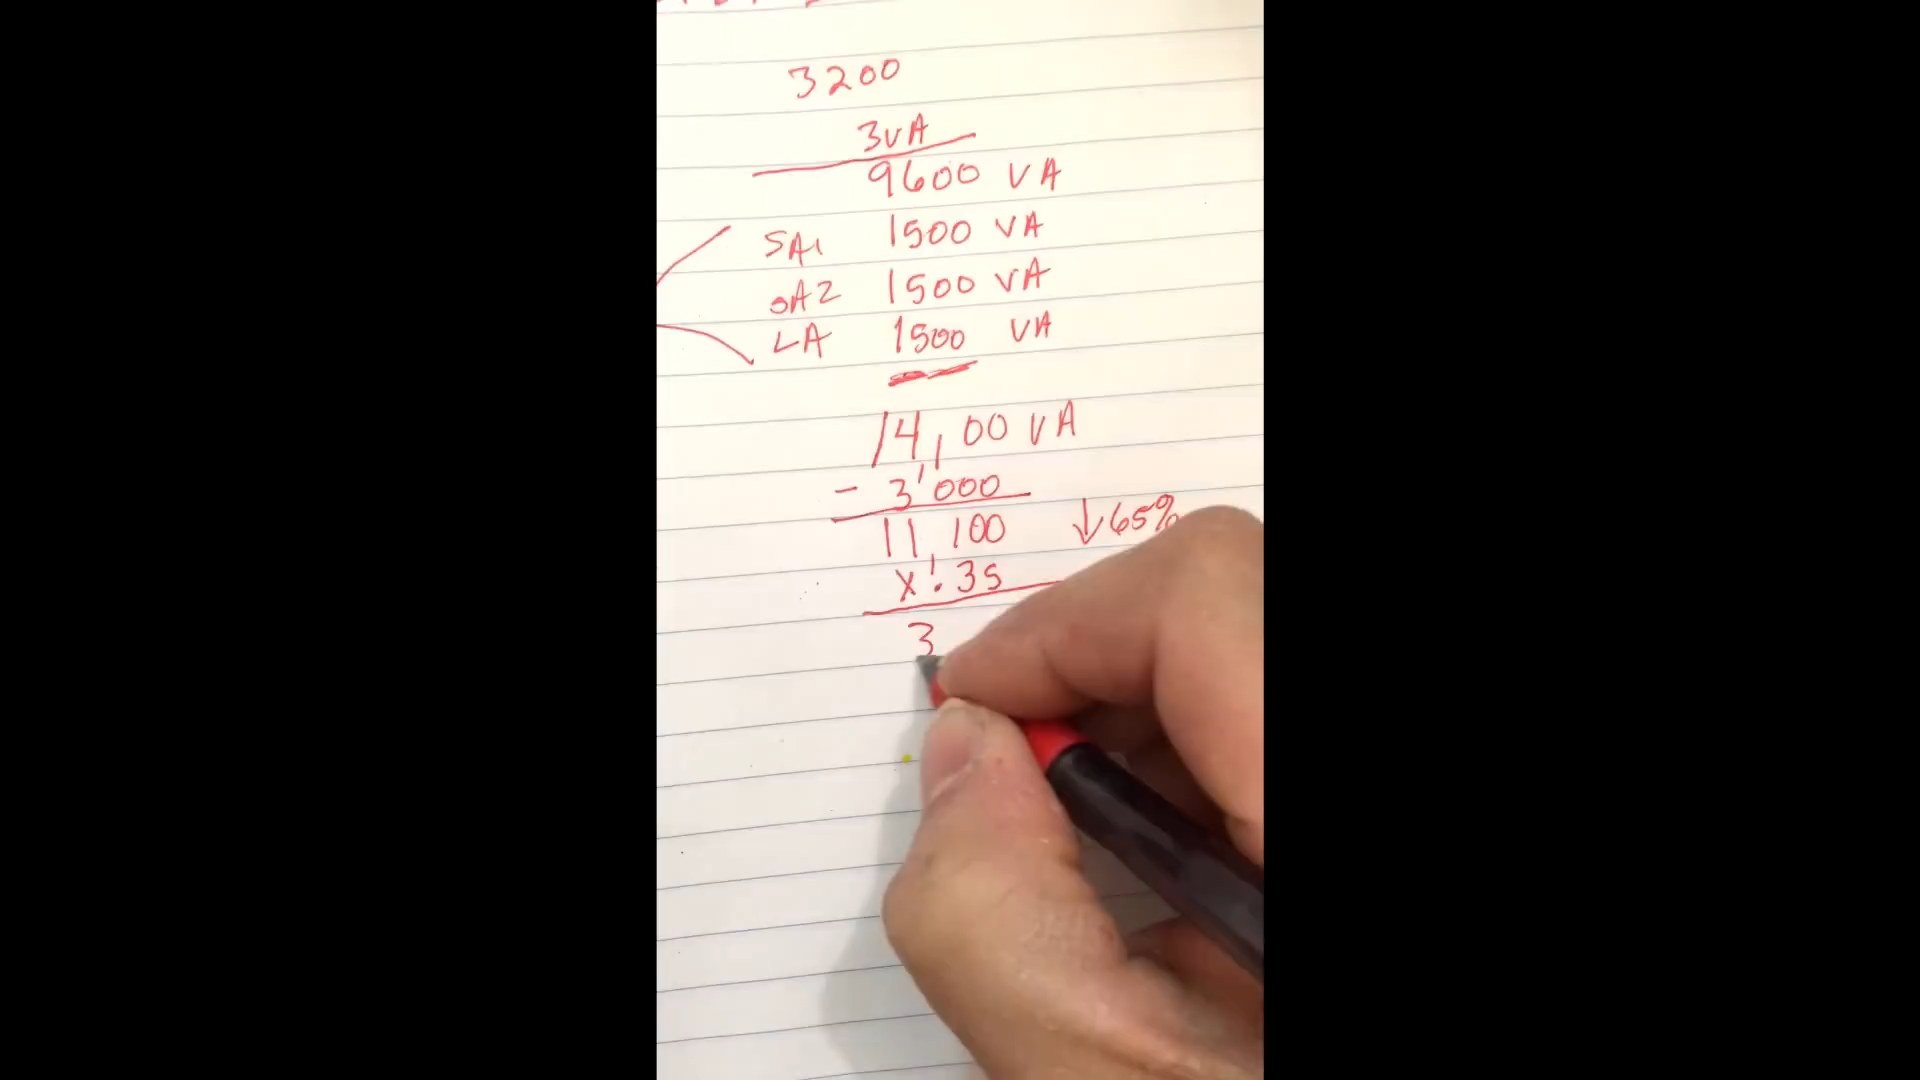 3200
3VA
9600 VA
SA1 1500 VA
SA2 1500 VA
LA 1500 VA
14,00 VA
- 3'000
11,100 ↓65%
x .35
3